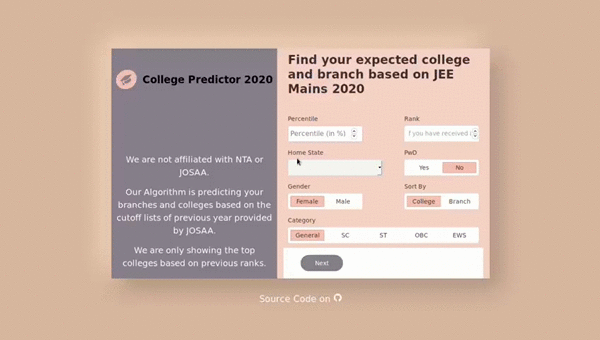 College Predictor 2020
We are not affiliated with NTA or
JOSAA.
Our Algorithm is predicting your
branches and colleges based on the
cutoff lists of previous year provided
by JOSAA.
We are only showing the top
colleges based on previous ranks.
Find your expected college
and branch based on JEE
Mains 2020
Percentile
Rank
Percentile (in %)
f you have received i
Home State
PwD
Yes
No
Gender
Sort By
Female
Male
College
Branch
Category
General
SC
ST
OBC
EWS
Next
Source Code on